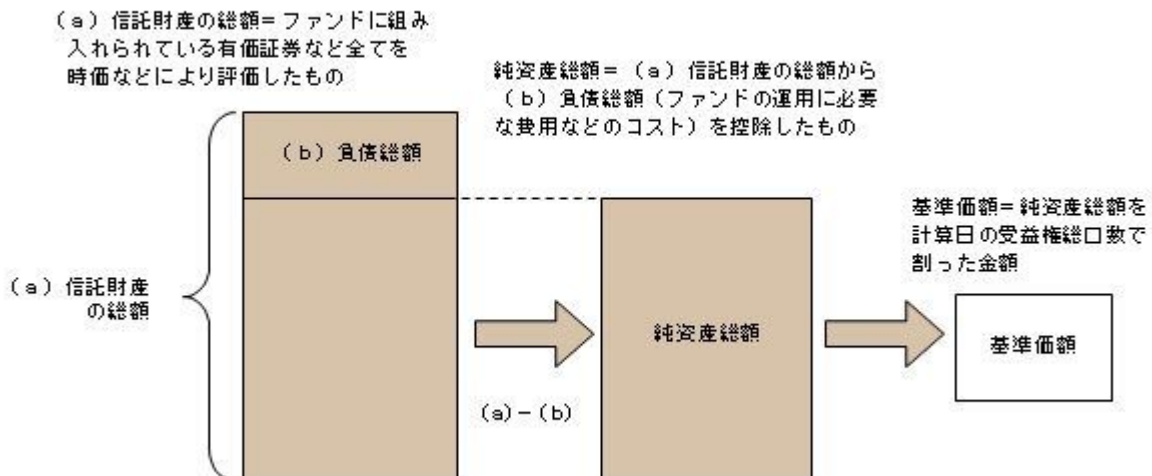 （a）信託財産の総額＝ファンドに組み
入れられている有価証券など全てを
時価などにより評価したもの
純資産総額＝（a）信託財産の総額から
（b）負債総額（ファンドの運用に必要
な費用などのコスト）を控除したもの
（b）負債総額
基準価額＝純資産総額を
計算日の受益権総口数で
割った金額
（a）信託財産
の総額
純資産総額
基準価額
（a）－（b）